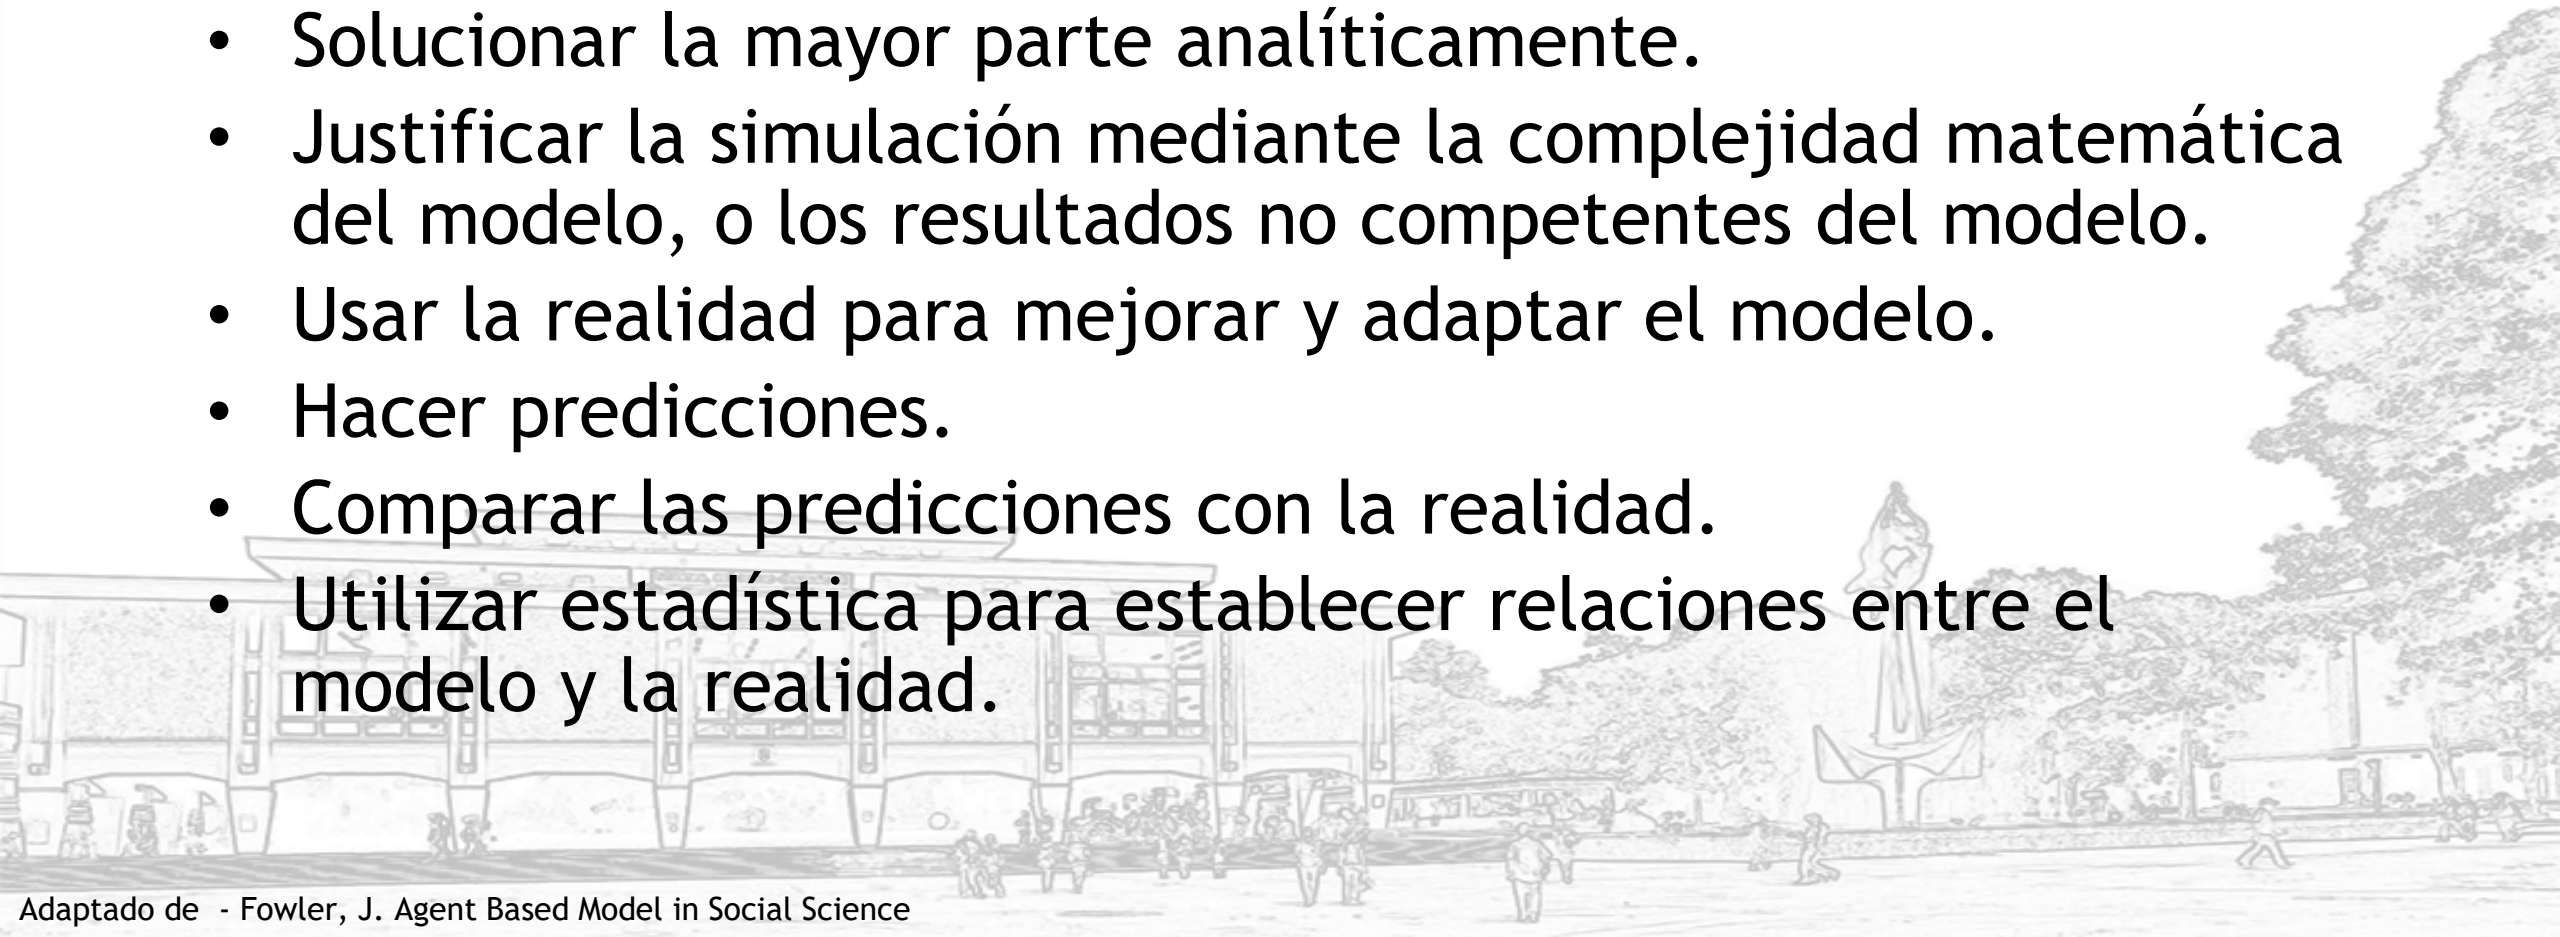 • Solucionar la mayor parte analíticamente.
• Justificar la simulación mediante la complejidad matemática
del modelo, o los resultados no competentes del modelo.
• Usar la realidad para mejorar y adaptar el modelo.
• Hacer predicciones.
• Comparar las predicciones con la realidad.
• Utilizar estadística para establecer relaciones entre el
modelo y la realidad.
Adaptado de - Fowler, J. Agent Based Model in Social Science